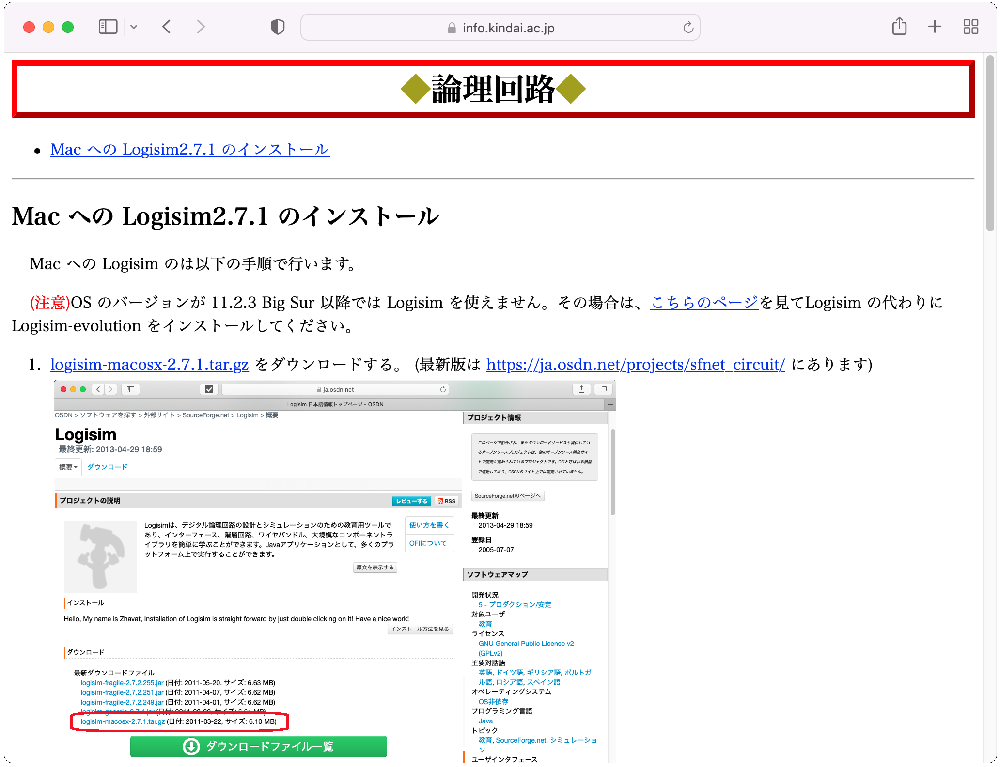 info.kindai.ac.jp
◆論理回路◆
• Mac への Logisim2.7.1 のインストール
Mac への Logisim2.7.1 のインストール
Mac への Logisim のは以下の手順で行います。
(注意)OS のバージョンが 11.2.3 Big Sur 以降では Logisim を使えません。その場合は、こちらのページを見てLogisim の代わりに
Logisim-evolution をインストールしてください。
1. logisim-macosx-2.7.1.tar.gz をダウンロードする。 (最新版は https://ja.osdn.net/projects/sfnet_circuit/ にあります)
ja.osdn.net
Logisim 日本語情報トップページ - OSDN
OSDN > ソフトウェアを探す > 外部サイト > SourceForge.net > Logisim > 概要
Logisim
最終更新: 2013-04-29 18:59
概要 ダウンロード
プロジェクトの説明
レビューする RSS
Logisimは、デジタル論理回路の設計とシミュレーションのための教育用ツールで
あり、インターフェース、階層回路、ワイヤバンドル、大規模なコンポーネントラ
イブラリを簡単に学ぶことができます。Javaアプリケーションとして、多くのプラ
ットフォーム上で実行することができます。
使い方を書く
OFIについて
原文を表示する
インストール
Hello, My name is Zhavat, Installation of Logisim is straight forward by just double clicking on it! Have a nice work!
インストール方法を見る
ダウンロード
最新ダウンロードファイル
logisim-fragile-2.7.2.255.jar (日付: 2011-05-20, サイズ: 6.63 MB)
logisim-fragile-2.7.2.251.jar (日付: 2011-04-07, サイズ: 6.62 MB)
logisim-fragile-2.7.2.249.jar (日付: 2011-04-01, サイズ: 6.62 MB)
logisim-generic-2.7.1.jar (日付: 2011-03-22, サイズ: 6.61 MB)
logisim-macosx-2.7.1.tar.gz (日付: 2011-03-22, サイズ: 6.10 MB)
ダウンロードファイル一覧
プロジェクト情報
このページで紹介され、またダウンロードサービスも提供してい
るオープンソースプロジェクトは、他のオープンソース開発サイ
トで開発が進められているプロジェクトです。OFIと呼ばれる機能
で連動しており、OSDNのサイト上では開発されていません。
SourceForge.netのページへ
最終更新
2013-04-29 18:59
登録日
2005-07-07
ソフトウェアマップ
開発状況
5 - プロダクション/安定
対象ユーザ
教育
ライセンス
GNU General Public License v2
(GPLv2)
主要対話語
英語, ドイツ語, ギリシア語, ポルトガ
ル語, ロシア語, スペイン語
オペレーティングシステム
OS非依存
プログラミング言語
Java
トピック
教育, SourceForge.net, シミュレーショ
ン
ユーザインタフェース